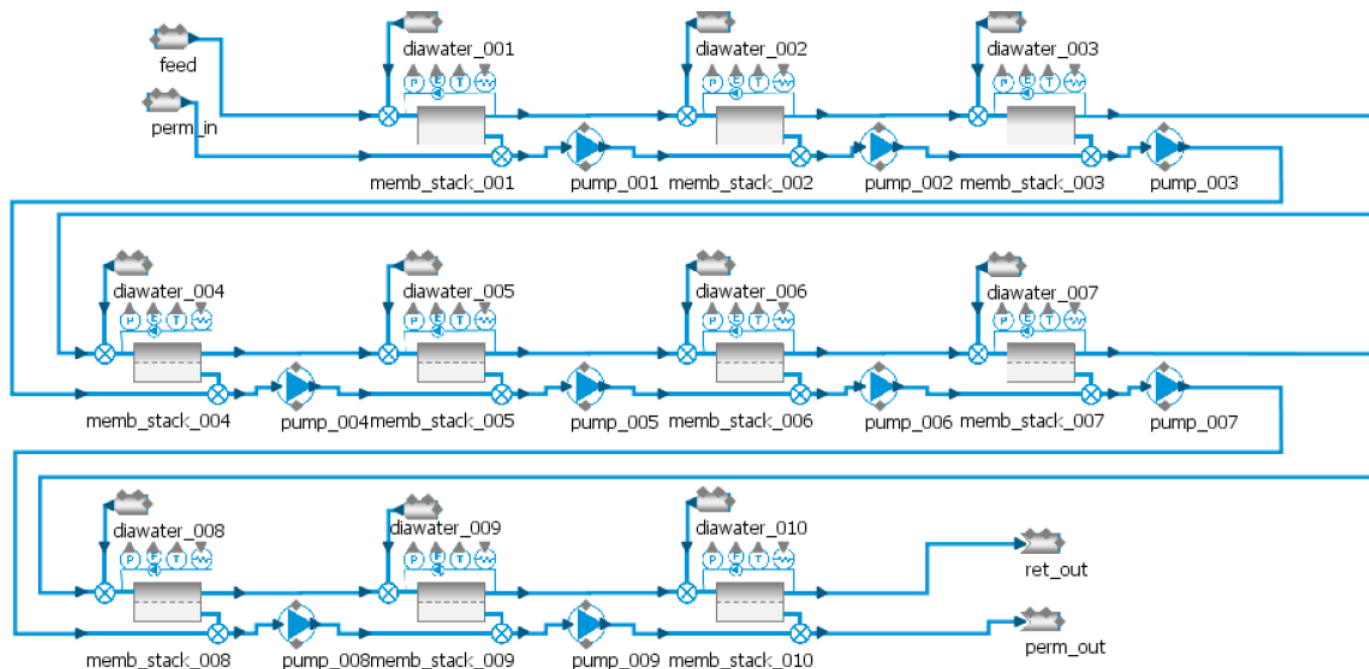 diawater_001 diawater_002 diawater_003
feed
P E T P E T P E T
perm_in
memb_stack_001 pump_001 memb_stack_002 pump_002 memb_stack_003 pump_003
diawater_004 diawater_005 diawater_006 diawater_007
P E T P E T P E T P E T
memb_stack_004 pump_004 memb_stack_005 pump_005 memb_stack_006 pump_006 memb_stack_007 pump_007
diawater_008 diawater_009 diawater_010
P E T P E T P E T
ret_out
memb_stack_008 pump_008 memb_stack_009 pump_009 memb_stack_010 perm_out